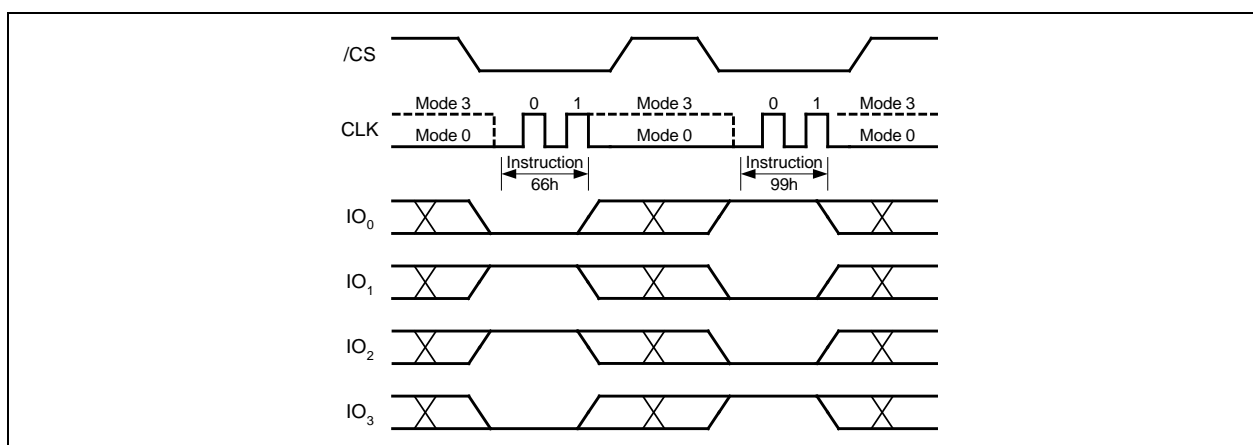 /CS
Mode 3 0 1 Mode 3 0 1 Mode 3
CLK
Mode 0 Mode 0 Mode 0
Instruction Instruction
66h 99h
IO0
IO1
IO2
IO3